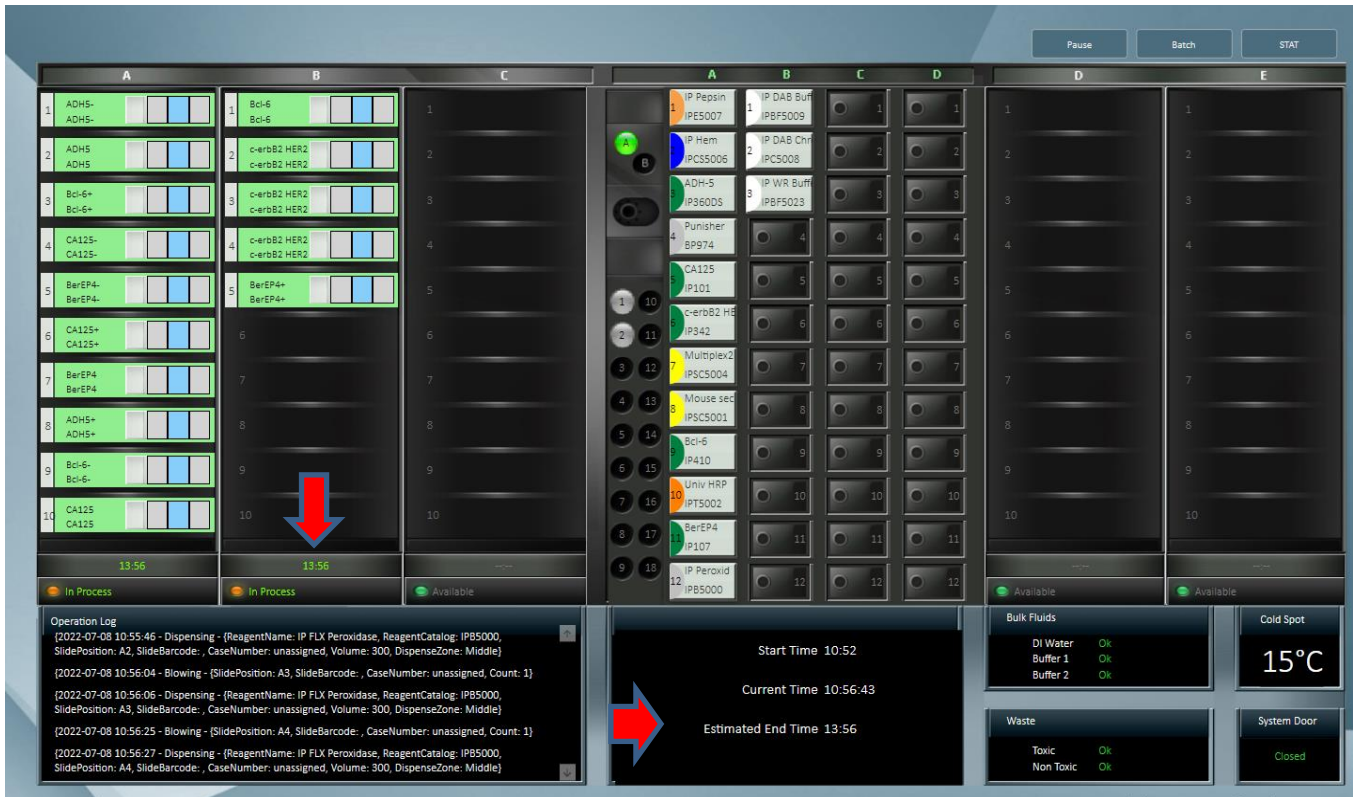 Pause Batch STAT
A B C A B C D D E
1 ADH5-
ADH5-
2 ADH5
ADH5
3 Bcl-6+
Bcl-6+
4 CA125-
CA125-
5 BerEP4-
BerEP4-
6 CA125+
CA125+
7 BerEP4
BerEP4
8 ADH5+
ADH5+
9 Bcl-6-
Bcl-6-
10 CA125
CA125
13:56
In Process
1 Bcl-6
Bcl-6
2 c-erbB2 HER2
c-erbB2 HER2
3 c-erbB2 HER2
c-erbB2 HER2
4 c-erbB2 HER2
c-erbB2 HER2
5 BerEP4+
BerEP4+
6
7
8
9
10
13:56
In Process
1
2
3
4
5
6
7
8
9
10
--:--
Available
A
B
1 10
2 11
3 12
4 13
5 14
6 15
7 16
8 17
9 18
1 IP Pepsin
IPE5007
IP Hem
IPCS5006
3 ADH-5
IP360DS
4 Punisher
BP974
5 CA125
IP101
6 c-erbB2 HE
IP342
7 Multiplex2
IPSC5004
8 Mouse sec
IPSC5001
9 Bcl-6
IP410
10 Univ HRP
IPT5002
11 BerEP4
IP107
12 IP Peroxid
IPB5000
1 IP DAB Buff
IPBF5009
2 IP DAB Chr
IPC5008
3 IP WR Buff
IPBF5023
4
5
6
7
8
9
10
11
12
1
2
3
4
5
6
7
8
9
10
11
12
1
2
3
4
5
6
7
8
9
10
11
12
1
2
3
4
5
6
7
8
9
10
--:--
Available
1
2
3
4
5
6
7
8
9
10
--:--
Available
Operation Log
{2022-07-08 10:55:46 - Dispensing - {ReagentName: IP FLX Peroxidase, ReagentCatalog: IPB5000,
SlidePosition: A2, SlideBarcode: , CaseNumber: unassigned, Volume: 300, DispenseZone: Middle}
{2022-07-08 10:56:04 - Blowing - {SlidePosition: A3, SlideBarcode: , CaseNumber: unassigned, Count: 1}
{2022-07-08 10:56:06 - Dispensing - {ReagentName: IP FLX Peroxidase, ReagentCatalog: IPB5000,
SlidePosition: A3, SlideBarcode: , CaseNumber: unassigned, Volume: 300, DispenseZone: Middle}
{2022-07-08 10:56:25 - Blowing - {SlidePosition: A4, SlideBarcode: , CaseNumber: unassigned, Count: 1}
{2022-07-08 10:56:27 - Dispensing - {ReagentName: IP FLX Peroxidase, ReagentCatalog: IPB5000,
SlidePosition: A4, SlideBarcode: , CaseNumber: unassigned, Volume: 300, DispenseZone: Middle}
Start Time 10:52
Current Time 10:56:43
Estimated End Time 13:56
Bulk Fluids
DI Water Ok
Buffer 1 Ok
Buffer 2 Ok
Cold Spot
15°C
Waste
Toxic Ok
Non Toxic Ok
System Door
Closed